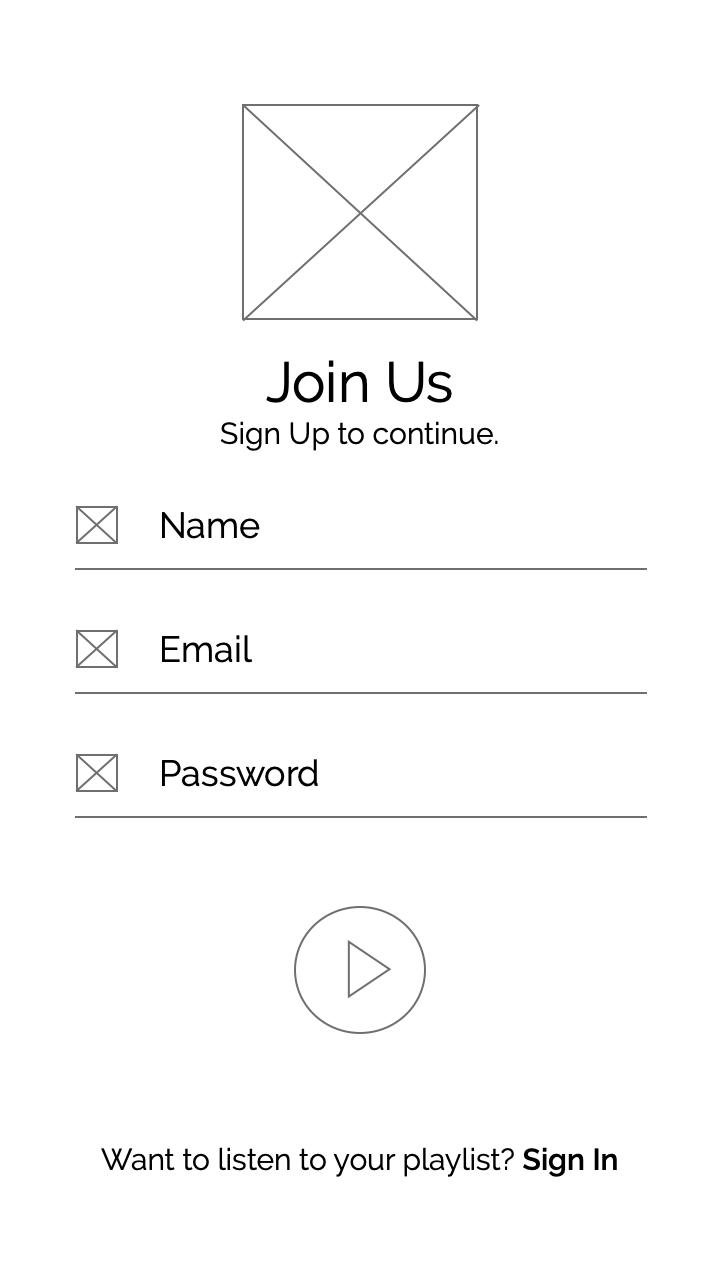 Join Us
Sign Up to continue.
Name
Email
Password
Want to listen to your playlist? Sign In